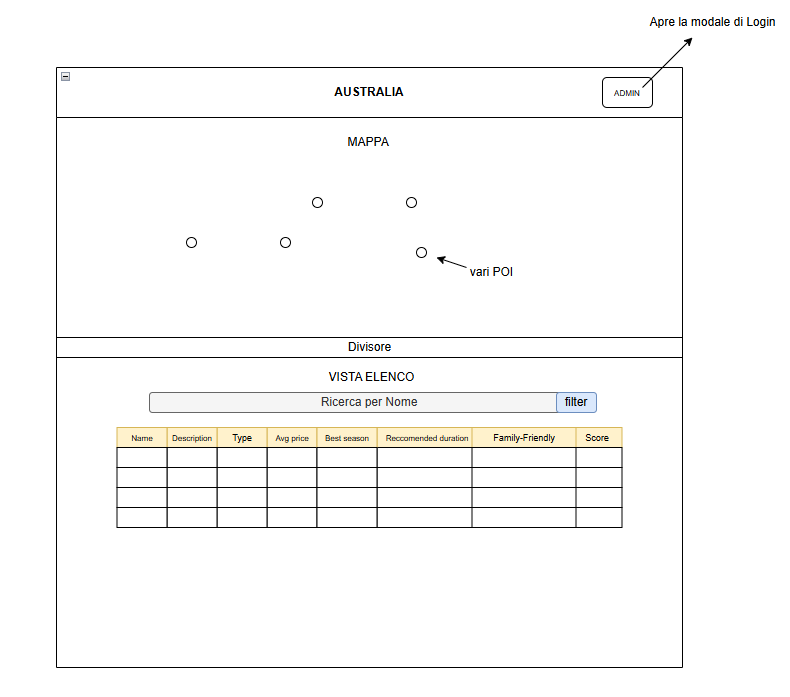 Apre la modale di Login
AUSTRALIA
ADMIN
MAPPA
vari POI
Divisore
VISTA ELENCO
Ricerca per Nome
filter
Name Description Type Avg price Best season Reccomended duration Family-Friendly Score